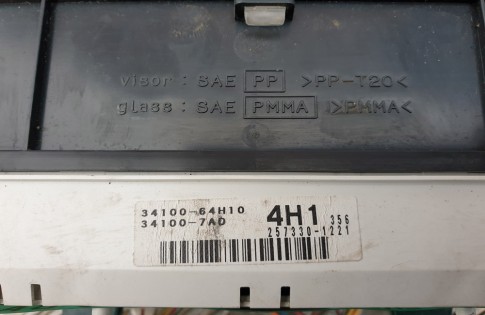 visor: SAE PP >PP-T20<
glass: SAE PMMA >PMMA<
34100-64H10 4H1 356
34100-7AD 257330-1221